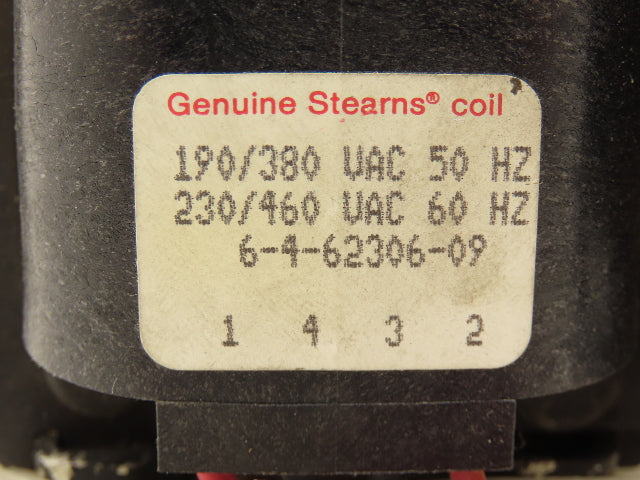 Genuine Stearns® coil
190/380 VAC 50 HZ
230/460 VAC 60 HZ
6-4-62306-09
1 4 3 2